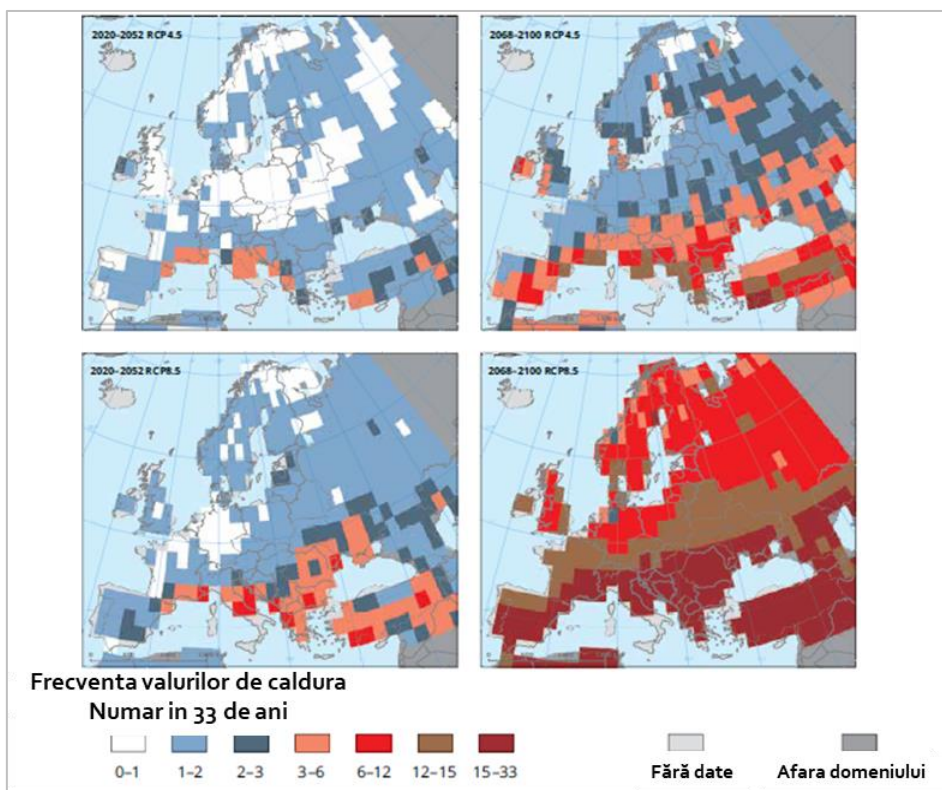 2020–2052 RCP4.5
2068–2100 RCP4.5
2020–2052 RCP8.5
2068–2100 RCP8.5
Frecventa valurilor de caldura
Numar in 33 de ani
0–1
1–2
2–3
3–6
6–12
12–15
15–33
Fără date
Afara domeniului